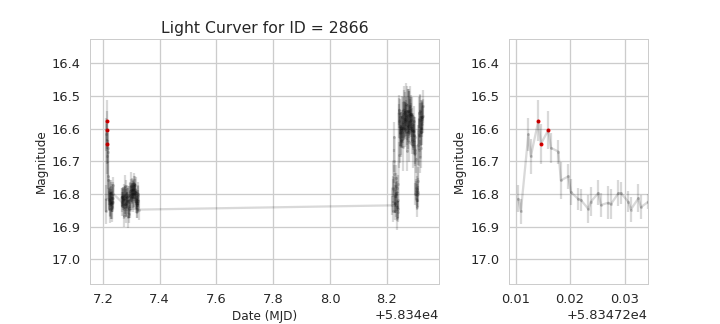 Light Curver for ID = 2866
16.4
16.5
16.6
16.7
16.8
16.9
17.0
Magnitude
7.2 7.4 7.6 7.8 8.0 8.2
Date (MJD)
+5.834e4
16.4
16.5
16.6
16.7
16.8
16.9
17.0
Magnitude
0.01 0.02 0.03
+5.83472e4